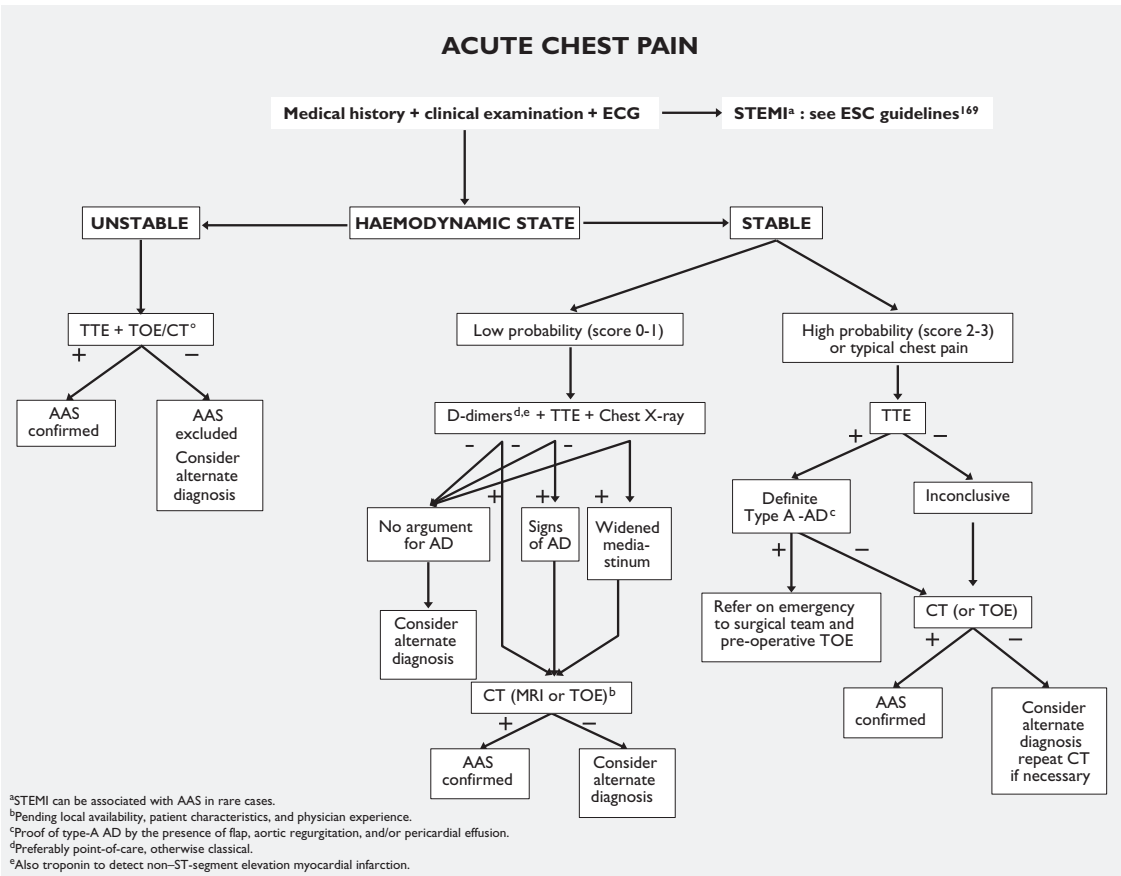 ACUTE CHEST PAIN
Medical history + clinical examination + ECG
STEMIᵃ : see ESC guidelines¹⁶⁹
UNSTABLE
HAEMODYNAMIC STATE
STABLE
TTE + TOE/CT°
Low probability (score 0-1)
High probability (score 2-3)
or typical chest pain
+
–
AAS
confirmed
AAS
excluded
Consider
alternate
diagnosis
D-dimersᵈ,ᵉ + TTE + Chest X-ray
TTE
-
-
-
+
+
+
+
–
No argument
for AD
Signs
of AD
Widened
media-
stinum
Definite
Type A -ADᶜ
Inconclusive
+
–
Consider
alternate
diagnosis
Refer on emergency
to surgical team and
pre-operative TOE
CT (or TOE)
+
–
CT (MRI or TOE)ᵇ
+
–
AAS
confirmed
Consider
alternate
diagnosis
AAS
confirmed
Consider
alternate
diagnosis
repeat CT
if necessary
ᵃSTEMI can be associated with AAS in rare cases.
ᵇPending local availability, patient characteristics, and physician experience.
ᶜProof of type-A AD by the presence of flap, aortic regurgitation, and/or pericardial effusion.
ᵈPreferably point-of-care, otherwise classical.
ᵉAlso troponin to detect non–ST-segment elevation myocardial infarction.